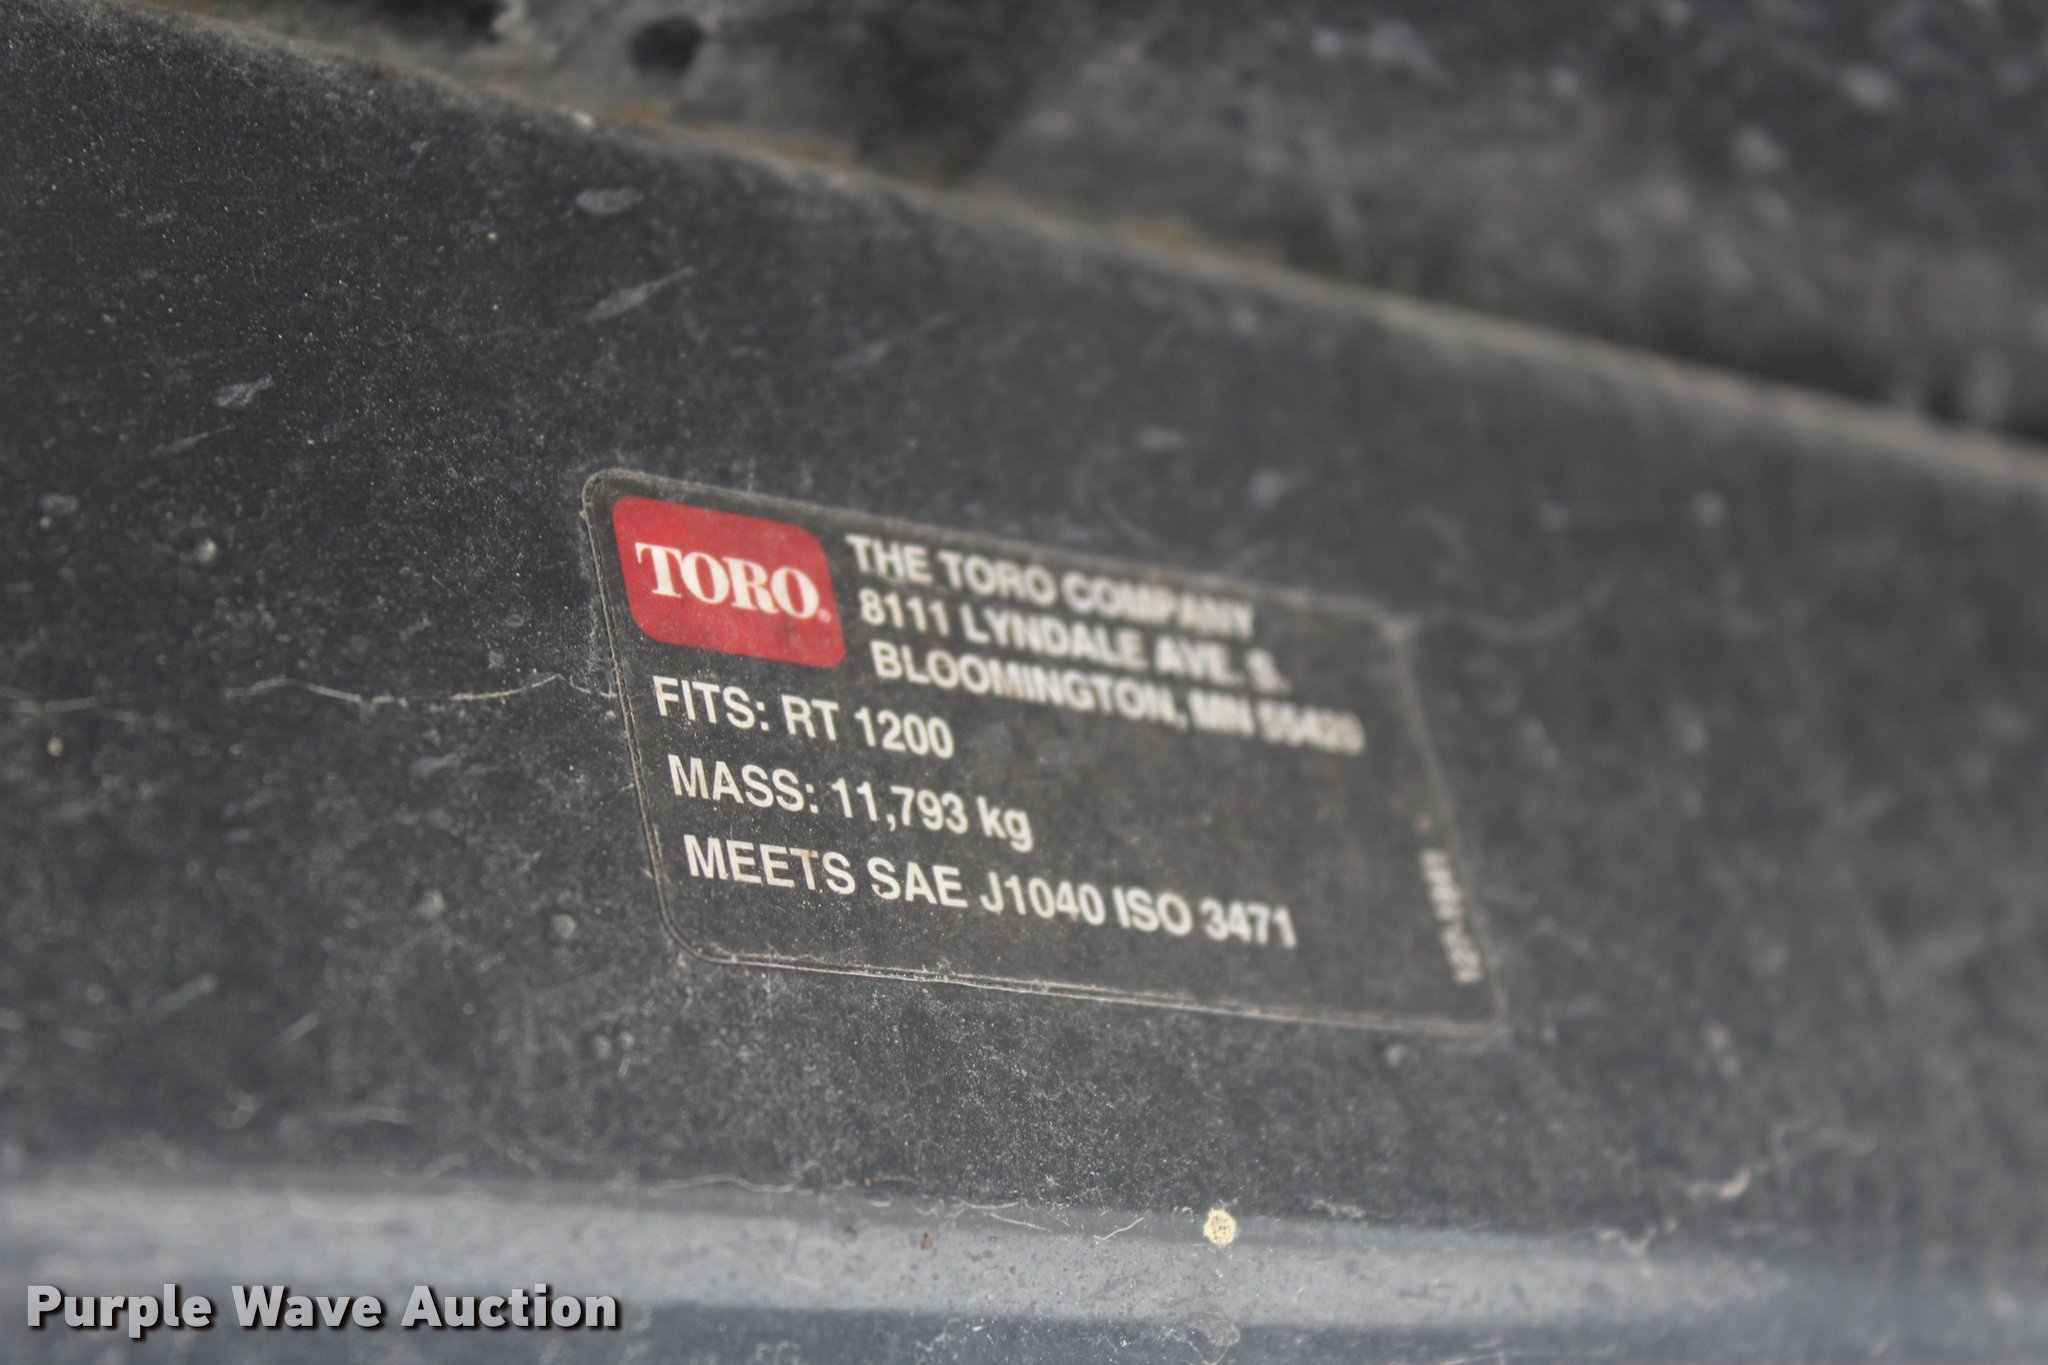 TORO®
THE TORO COMPANY
8111 LYNDALE AVE. S.
BLOOMINGTON, MN 55420
FITS: RT 1200
MASS: 11,793 kg
MEETS SAE J1040 ISO 3471
Purple Wave Auction